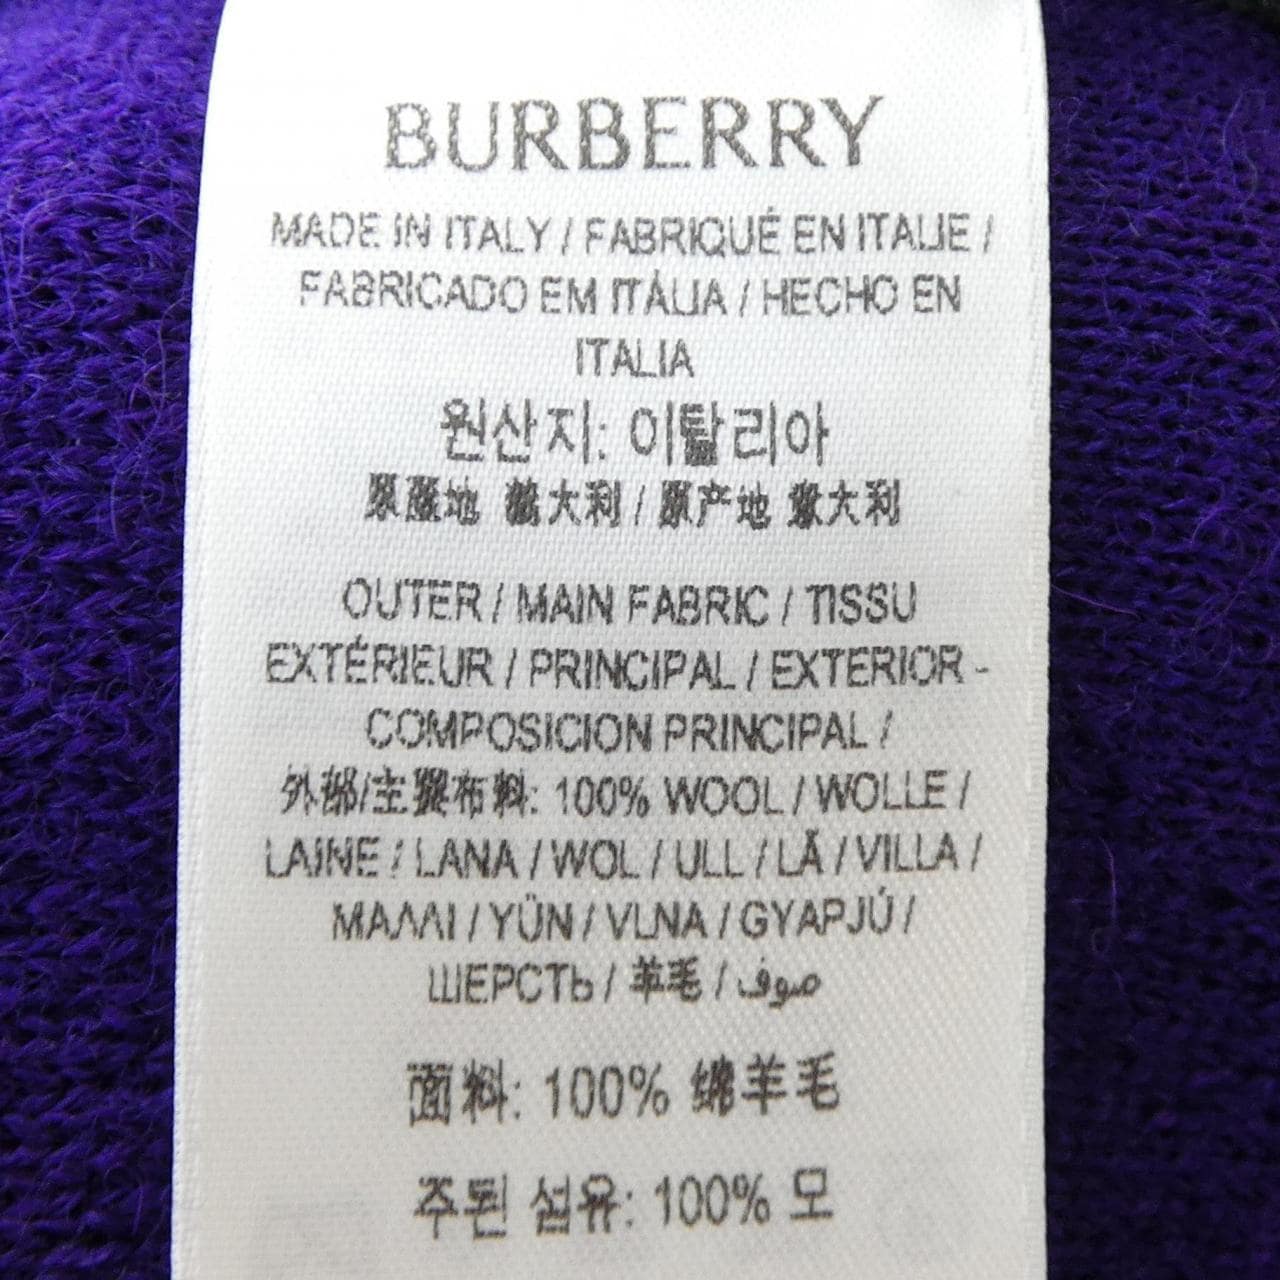 BURBERRY
MADE IN ITALY / FABRIQUÉ EN ITALIE /
FABRICADO EM ITÁLIA / HECHO EN
ITALIA
원산지: 이탈리아
原產地 義大利 / 原产地 意大利
OUTER / MAIN FABRIC / TISSU
EXTÉRIEUR / PRINCIPAL / EXTERIOR -
COMPOSICION PRINCIPAL /
外部/主要布料: 100% WOOL / WOLLE /
LAINE / LANA / WOL / ULL / LÃ / VILLA /
ΜΑΛΛΙ / YÜN / VLNA / GYAPJÚ /
ШЕРСТЬ / 羊毛 / صوف
面料: 100% 绵羊毛
주된 섬유: 100% 모